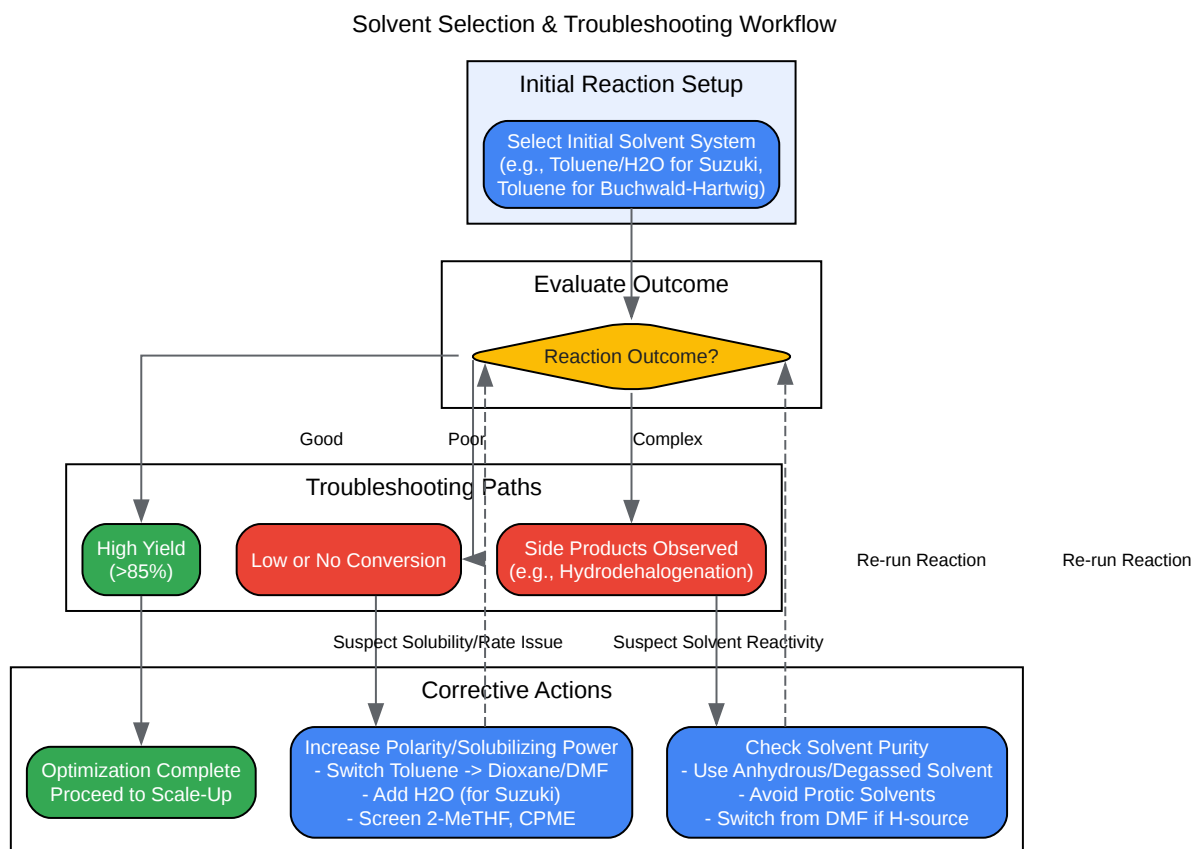 Solvent Selection & Troubleshooting Workflow
Initial Reaction Setup
Select Initial Solvent System
(e.g., Toluene/H2O for Suzuki,
Toluene for Buchwald-Hartwig)
Evaluate Outcome
Reaction Outcome?
Good
Poor
Complex
Troubleshooting Paths
High Yield
(>85%)
Low or No Conversion
Side Products Observed
(e.g., Hydrodehalogenation)
Re-run Reaction
Re-run Reaction
Suspect Solubility/Rate Issue
Suspect Solvent Reactivity
Corrective Actions
Optimization Complete
Proceed to Scale-Up
Increase Polarity/Solubilizing Power
- Switch Toluene -> Dioxane/DMF
- Add H2O (for Suzuki)
- Screen 2-MeTHF, CPME
Check Solvent Purity
- Use Anhydrous/Degassed Solvent
- Avoid Protic Solvents
- Switch from DMF if H-source